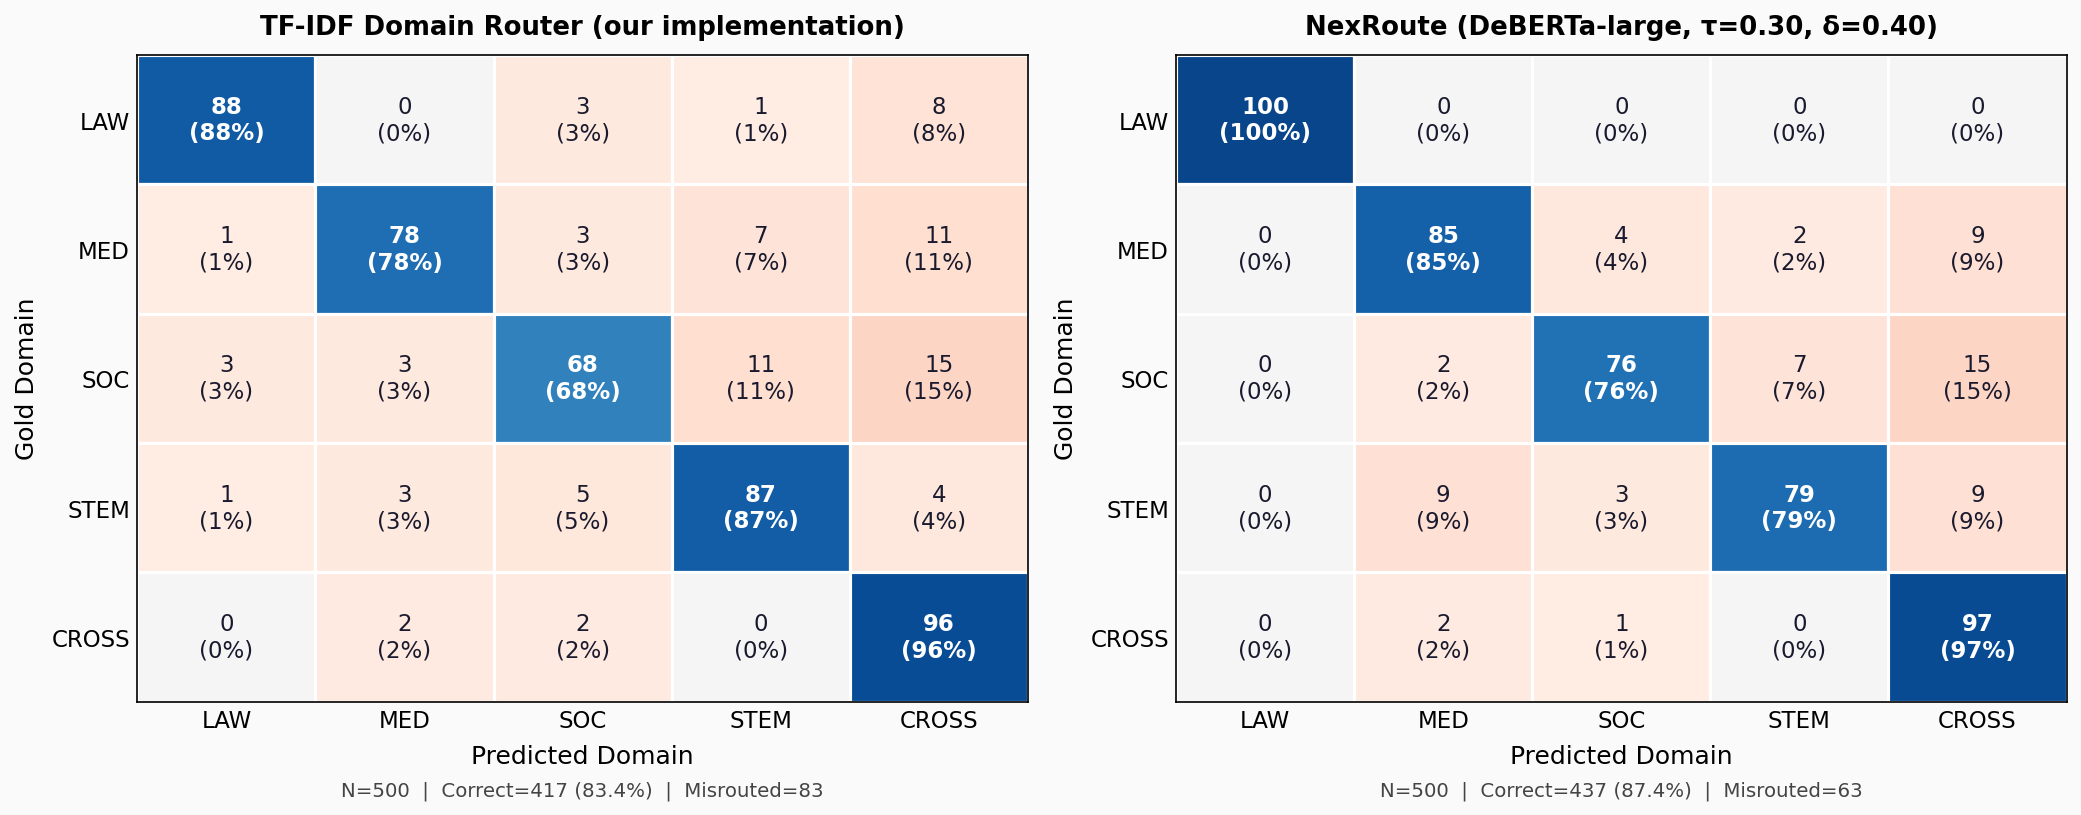 TF-IDF Domain Router (our implementation)
Gold Domain
LAW
88 0 3 1 8
(88%) (0%) (3%) (1%) (8%)
MED
1 78 3 7 11
(1%) (78%) (3%) (7%) (11%)
SOC
3 3 68 11 15
(3%) (3%) (68%) (11%) (15%)
STEM
1 3 5 87 4
(1%) (3%) (5%) (87%) (4%)
CROSS
0 2 2 0 96
(0%) (2%) (2%) (0%) (96%)
LAW MED SOC STEM CROSS
Predicted Domain
N=500 | Correct=417 (83.4%) | Misrouted=83
NexRoute (DeBERTa-large, τ=0.30, δ=0.40)
Gold Domain
LAW
100 0 0 0 0
(100%) (0%) (0%) (0%) (0%)
MED
0 85 4 2 9
(0%) (85%) (4%) (2%) (9%)
SOC
0 2 76 7 15
(0%) (2%) (76%) (7%) (15%)
STEM
0 9 3 79 9
(0%) (9%) (3%) (79%) (9%)
CROSS
0 2 1 0 97
(0%) (2%) (1%) (0%) (97%)
LAW MED SOC STEM CROSS
Predicted Domain
N=500 | Correct=437 (87.4%) | Misrouted=63